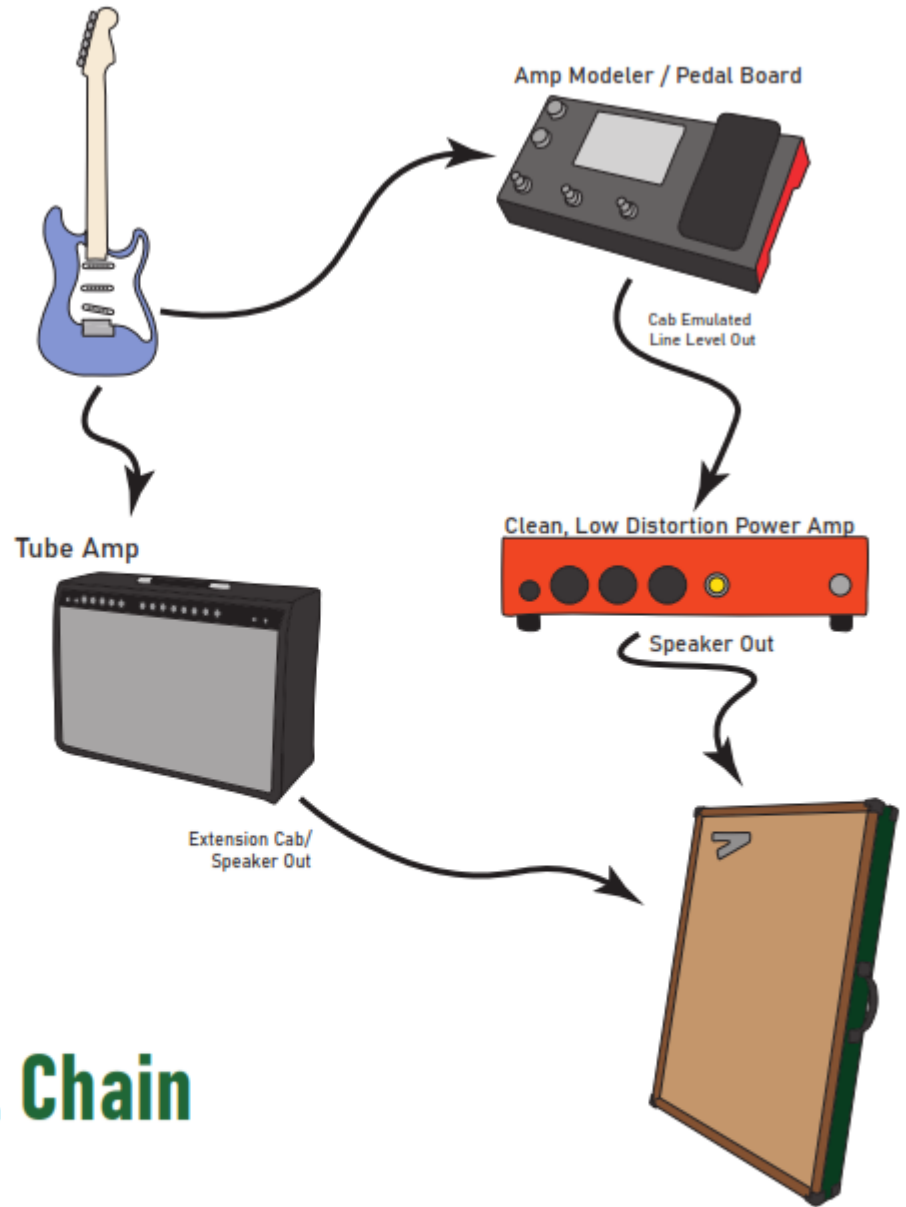 Amp Modeler / Pedal Board
Cab Emulated
Line Level Out
Clean, Low Distortion Power Amp
Tube Amp
Speaker Out
Extension Cab/
Speaker Out
Chain